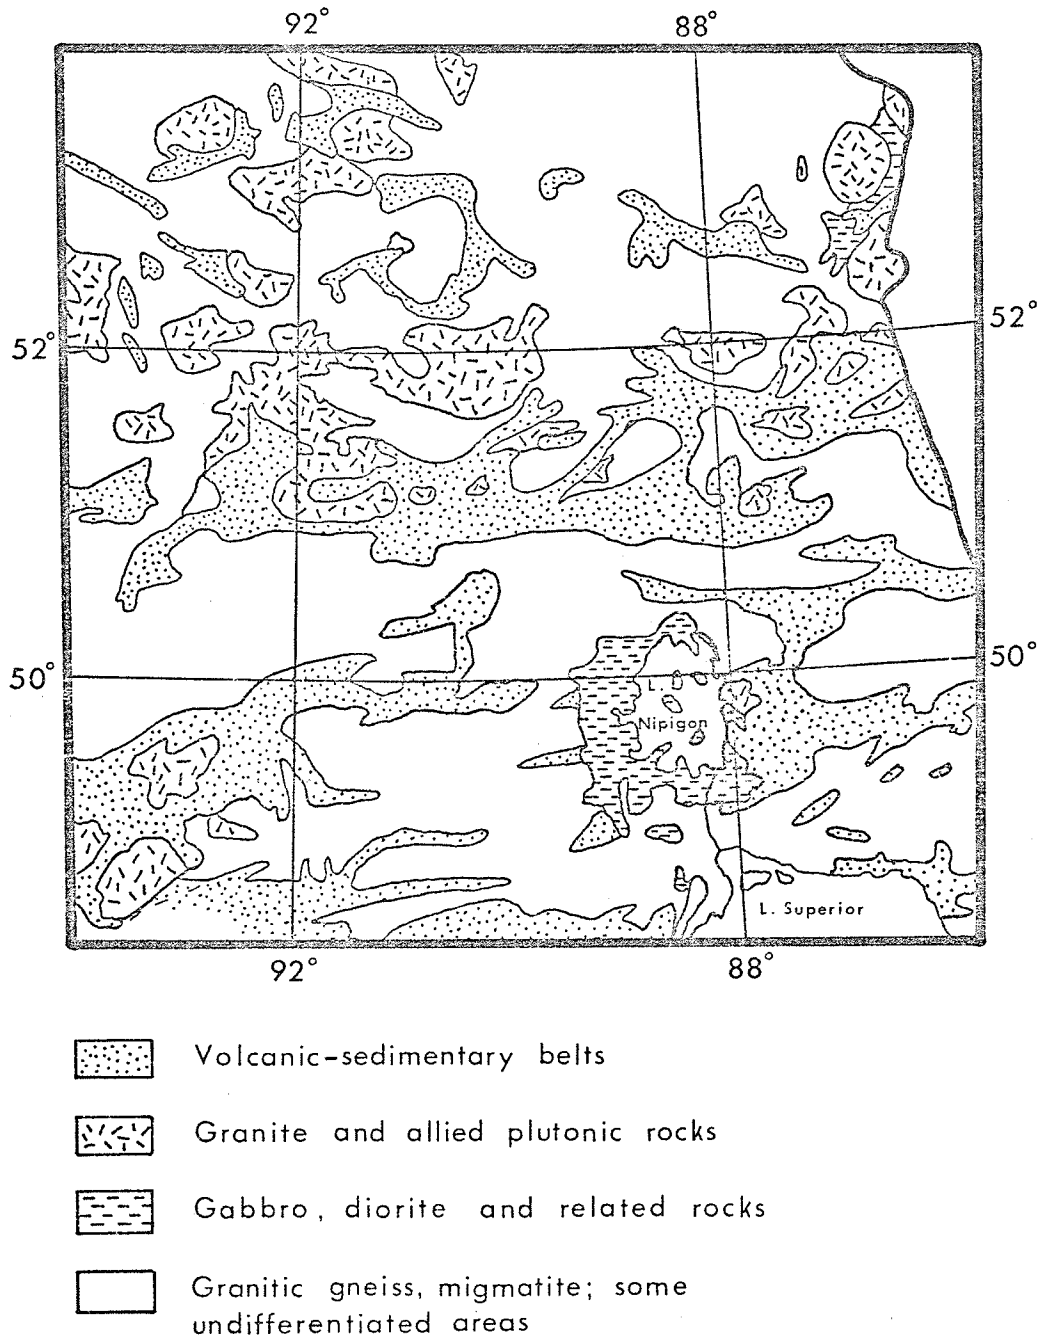 92° 88°
52° 52°
50° 50°
L.
Nipigon
L. Superior
92° 88°
Volcanic-sedimentary belts
Granite and allied plutonic rocks
Gabbro, diorite and related rocks
Granitic gneiss, migmatite; some
undifferentiated areas